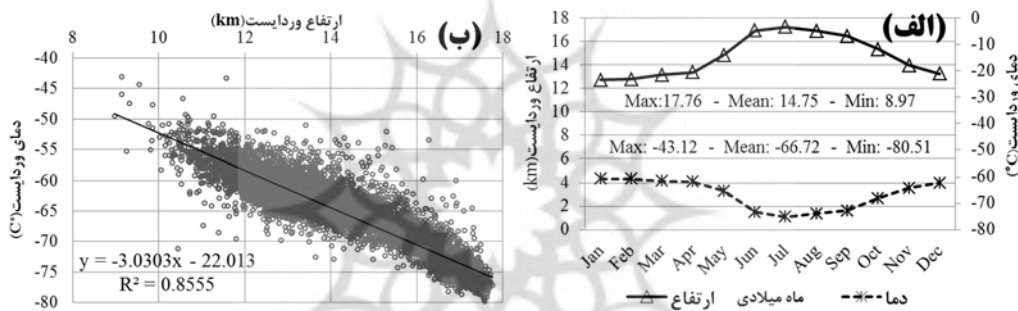 (الف)
ارتفاع وردایست(km)
18
16
14
12
10
8
6
4
2
0
دمای وردایست(°C)
0
-10
-20
-30
-40
-50
-60
-70
-80
Max:17.76 - Mean: 14.75 - Min: 8.97
Max: -43.12 - Mean: -66.72 - Min: -80.51
Jan Feb Mar Apr May Jun Jul Aug Sep Oct Nov Dec
ارتفاع ماه میلادی دما
(ب)
ارتفاع وردایست(km)
8 10 12 14 16 18
دمای وردایست(C°)
-40
-45
-50
-55
-60
-65
-70
-75
-80
y = -3.0303x - 22.013
R² = 0.8555